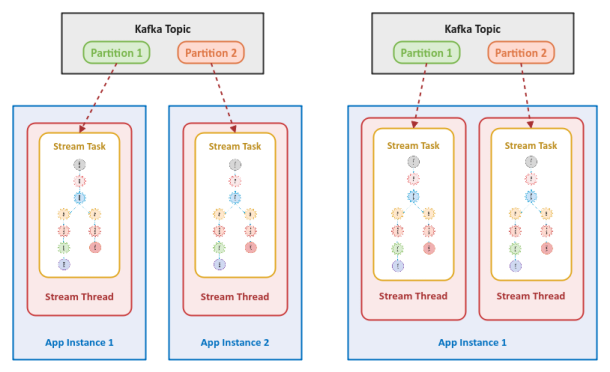 Kafka Topic
Partition 1
Partition 2
Stream Task
Stream Thread
App Instance 1
Stream Task
Stream Thread
App Instance 2
Kafka Topic
Partition 1
Partition 2
Stream Task
Stream Thread
Stream Task
Stream Thread
App Instance 1